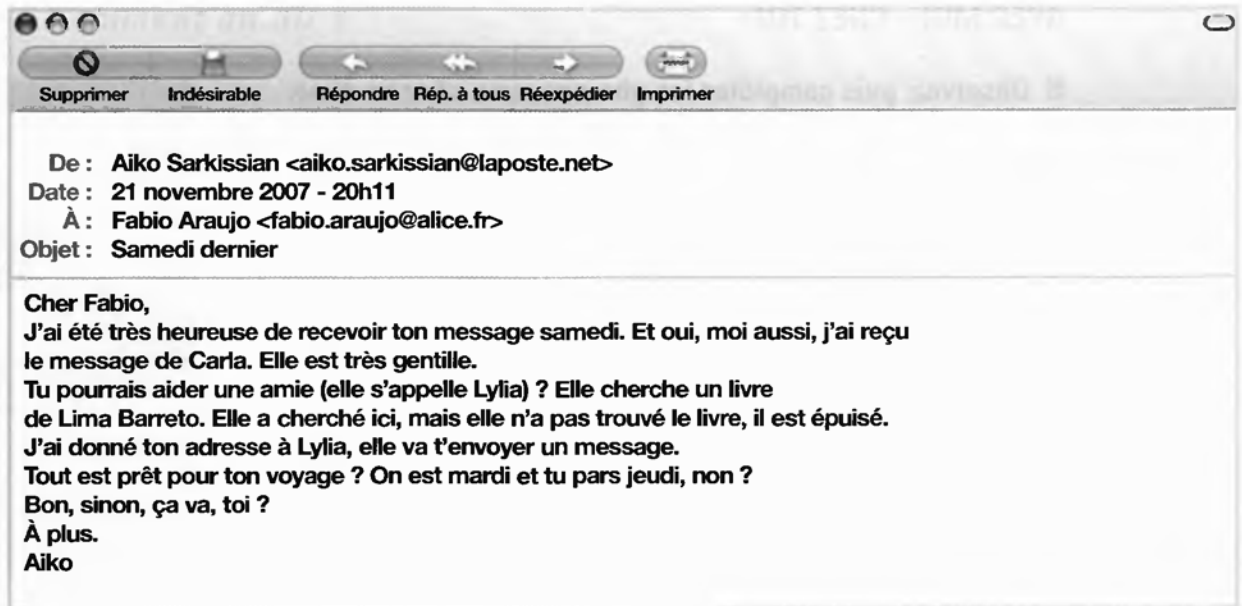 Supprimer Indésirable Répondre Rép. à tous Réexpédier Imprimer
De : Aiko Sarkissian <aiko.sarkissian@laposte.net>
Date : 21 novembre 2007 - 20h11
À : Fabio Araujo <fabio.araujo@alice.fr>
Objet : Samedi dernier
Cher Fabio,
J'ai été très heureuse de recevoir ton message samedi. Et oui, moi aussi, j'ai reçu
le message de Carla. Elle est très gentille.
Tu pourrais aider une amie (elle s'appelle Lylia) ? Elle cherche un livre
de Lima Barreto. Elle a cherché ici, mais elle n'a pas trouvé le livre, il est épuisé.
J'ai donné ton adresse à Lylia, elle va t'envoyer un message.
Tout est prêt pour ton voyage ? On est mardi et tu pars jeudi, non ?
Bon, sinon, ça va, toi ?
À plus.
Aiko